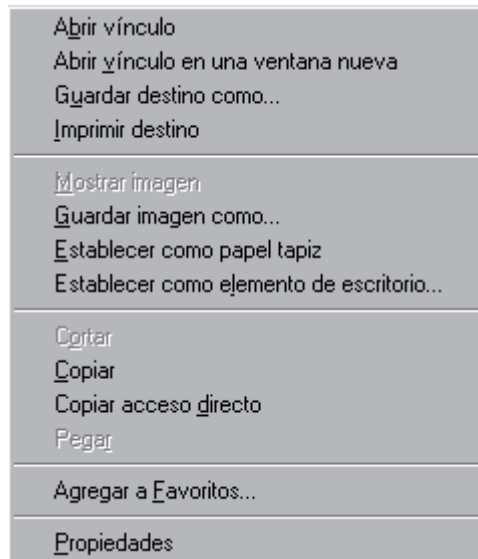 Abrir vínculo
Abrir vínculo en una ventana nueva
Guardar destino como...
Imprimir destino
Mostrar imagen
Guardar imagen como...
Establecer como papel tapiz
Establecer como elemento de escritorio...
Cortar
Copiar
Copiar acceso directo
Pegar
Agregar a Favoritos...
Propiedades